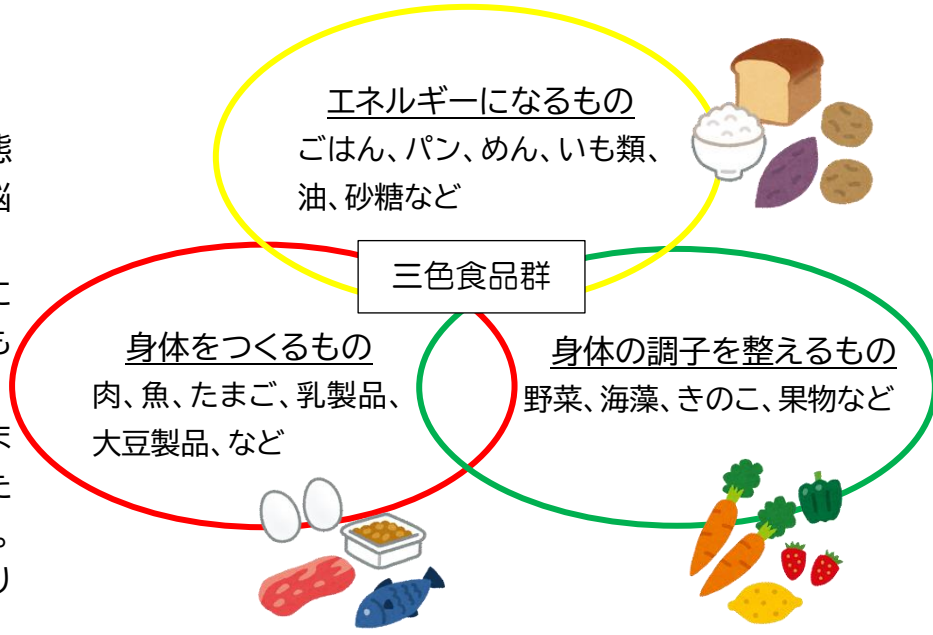 エネルギーになるもの
ごはん、パン、めん、いも類、
油、砂糖など
三色食品群
身体をつくるもの
肉、魚、たまご、乳製品、
大豆製品、など
身体の調子を整えるもの
野菜、海藻、きのこ、果物など
態
。
り